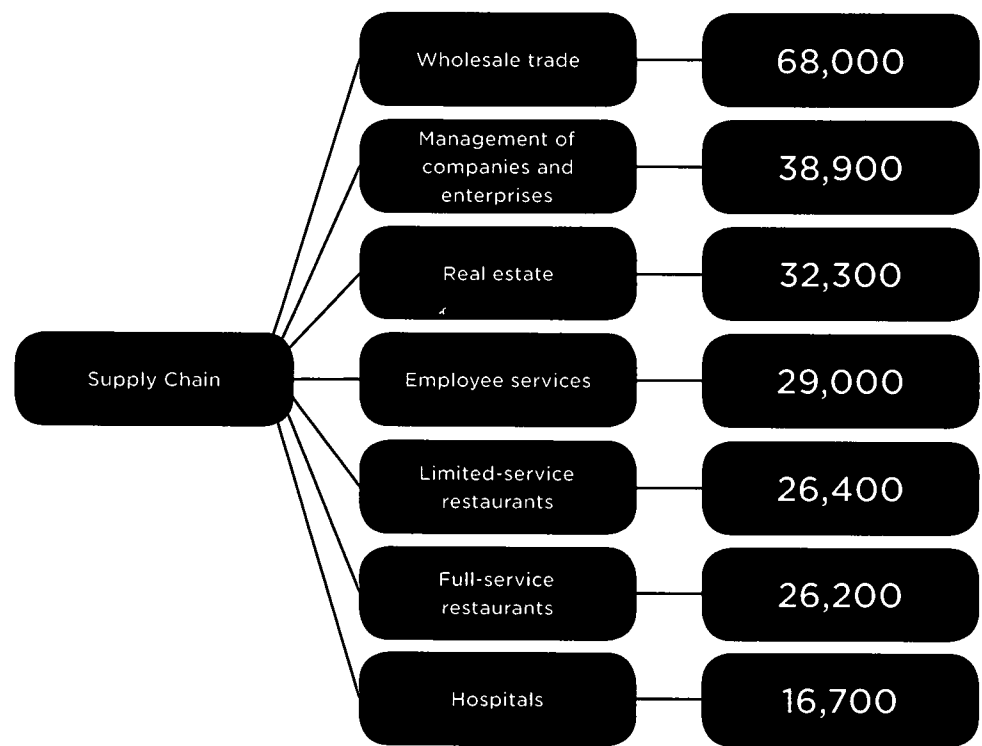 Wholesale trade
68,000
Management of
companies and
enterprises
38,900
Real estate
32,300
Supply Chain
Employee services
29,000
Limited-service
restaurants
26,400
Full-service
restaurants
26,200
Hospitals
16,700